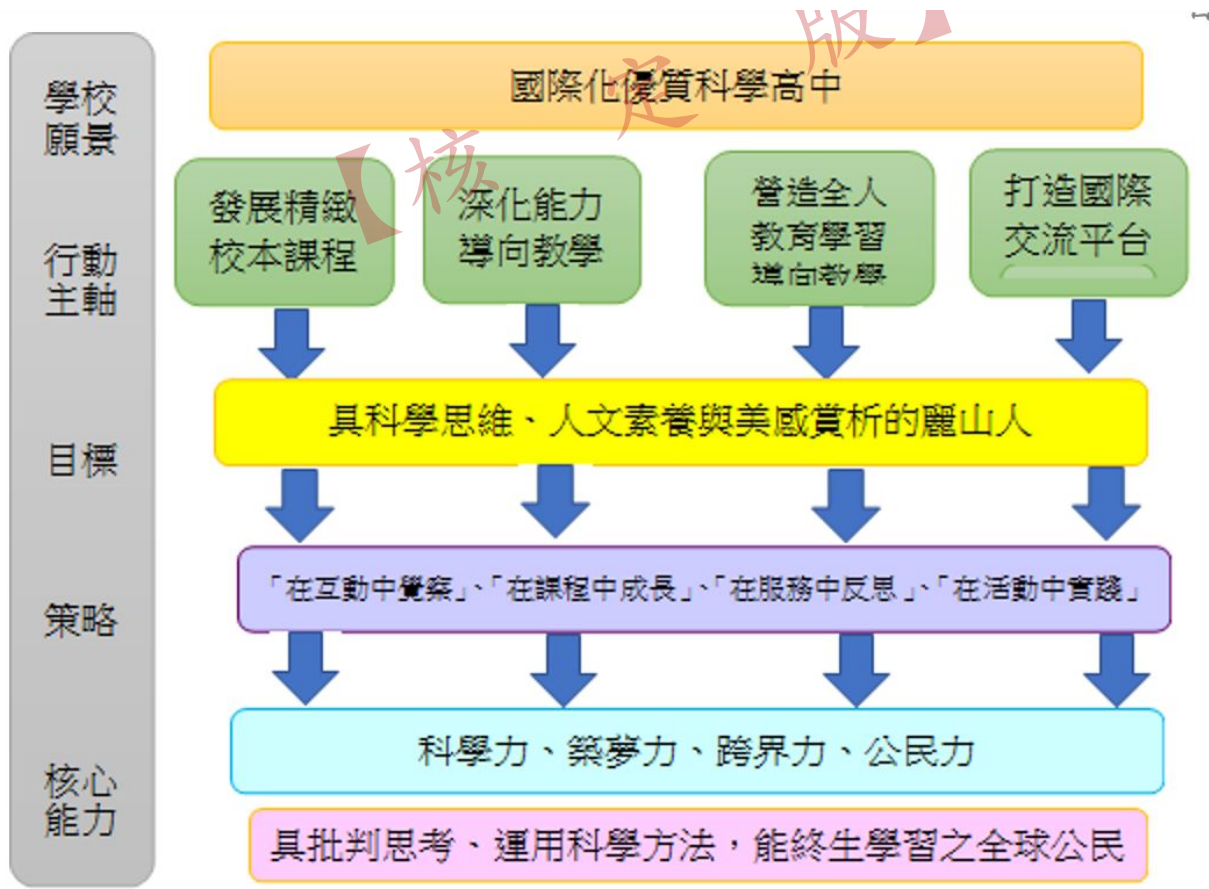 【核定版】
學校
願景
國際化優質科學高中
行動
主軸
發展精緻
校本課程
深化能力
導向教學
營造全人
教育學習
導向教學
打造國際
交流平台
目標
具科學思維、人文素養與美感賞析的麗山人
策略
「在互動中覺察」、「在課程中成長」、「在服務中反思」、「在活動中實踐」
核心
能力
科學力、築夢力、跨界力、公民力
具批判思考、運用科學方法，能終生學習之全球公民